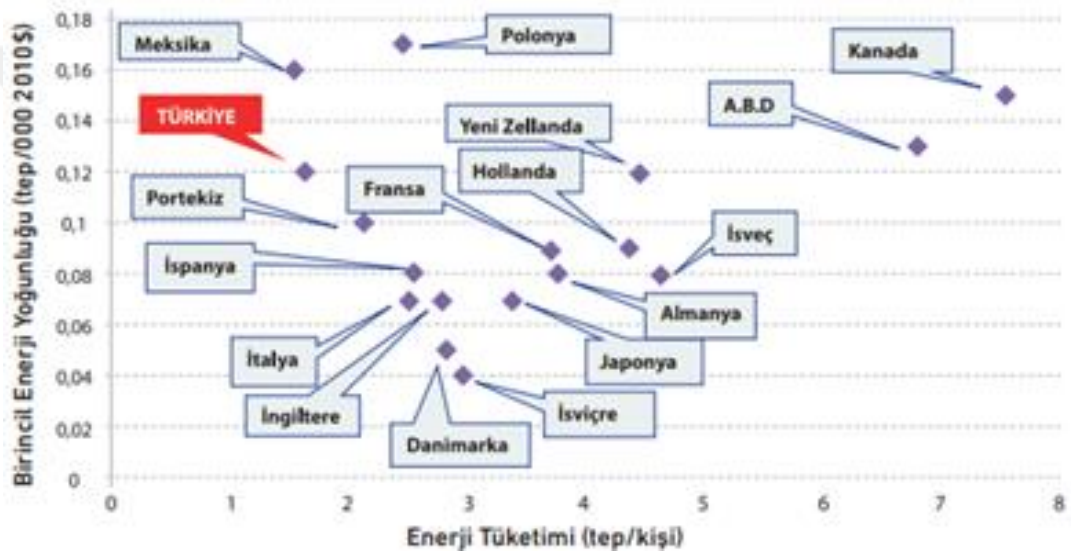 Birincil Enerji Yoğunluğu (tep/000 2010$)
0,18
0,16
0,14
0,12
0,1
0,08
0,06
0,04
0,02
0
Meksika
Polonya
Kanada
TÜRKİYE
A.B.D
Yeni Zellanda
Hollanda
Fransa
Portekiz
İsveç
İspanya
Almanya
İtalya
Japonya
İngiltere
İsviçre
Danimarka
0 1 2 3 4 5 6 7 8
Enerji Tüketimi (tep/kişi)